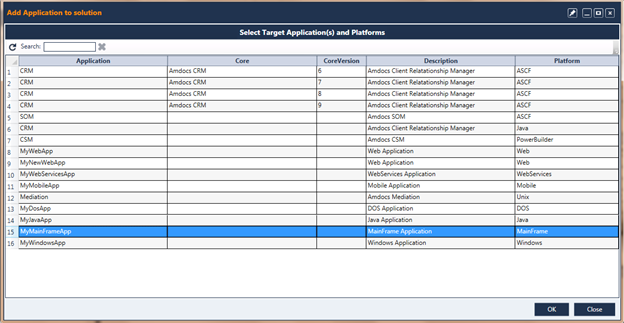 Add Application to solution
Select Target Application(s) and Platforms
Search:
Application Core CoreVersion Description Platform
1 CRM Amdocs CRM 6 Amdocs Client Relatationship Manager ASCF
2 CRM Amdocs CRM 7 Amdocs Client Relatationship Manager ASCF
3 CRM Amdocs CRM 8 Amdocs Client Relatationship Manager ASCF
4 CRM Amdocs CRM 9 Amdocs Client Relatationship Manager ASCF
5 SOM Amdocs SOM ASCF
6 CRM Amdocs Client Relatationship Manager Java
7 CSM Amdocs CSM PowerBuilder
8 MyWebApp Web Application Web
9 MyNewWebApp Web Application Web
10 MyWebServicesApp WebServices Application WebServices
11 MyMobileApp Mobile Application Mobile
12 Mediation Amdocs Mediation Unix
13 MyDosApp DOS Application DOS
14 MyJavaApp Java Application Java
15 MyMainFrameApp MainFrame Application MainFrame
16 MyWindowsApp Windows Application Windows
OK Close